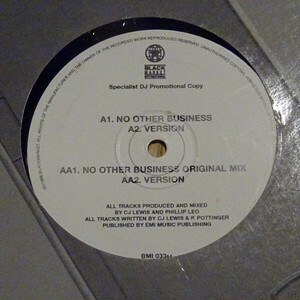 BLACK
MARKET
Specialist DJ Promotional Copy
A1. NO OTHER BUSINESS
A2. VERSION
AA1. NO OTHER BUSINESS ORIGINAL MIX
AA2. VERSION
ALL TRACKS PRODUCED AND MIXED
BY CJ LEWIS AND PHILLIP LEO
ALL TRACKS WRITTEN BY CJ LEWIS & P. POTTINGER
PUBLISHED BY EMI MUSIC PUBLISHING